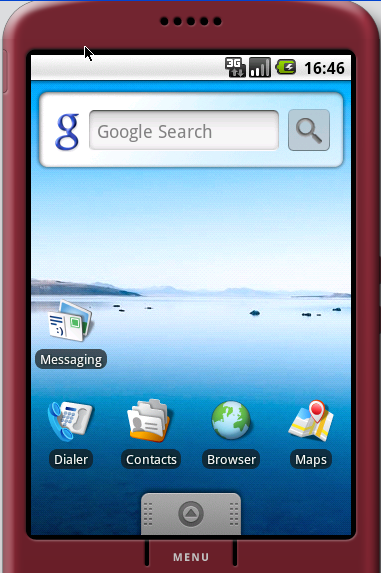 3G
16:46
g
Google Search
Messaging
Dialer
Contacts
Browser
Maps
MENU